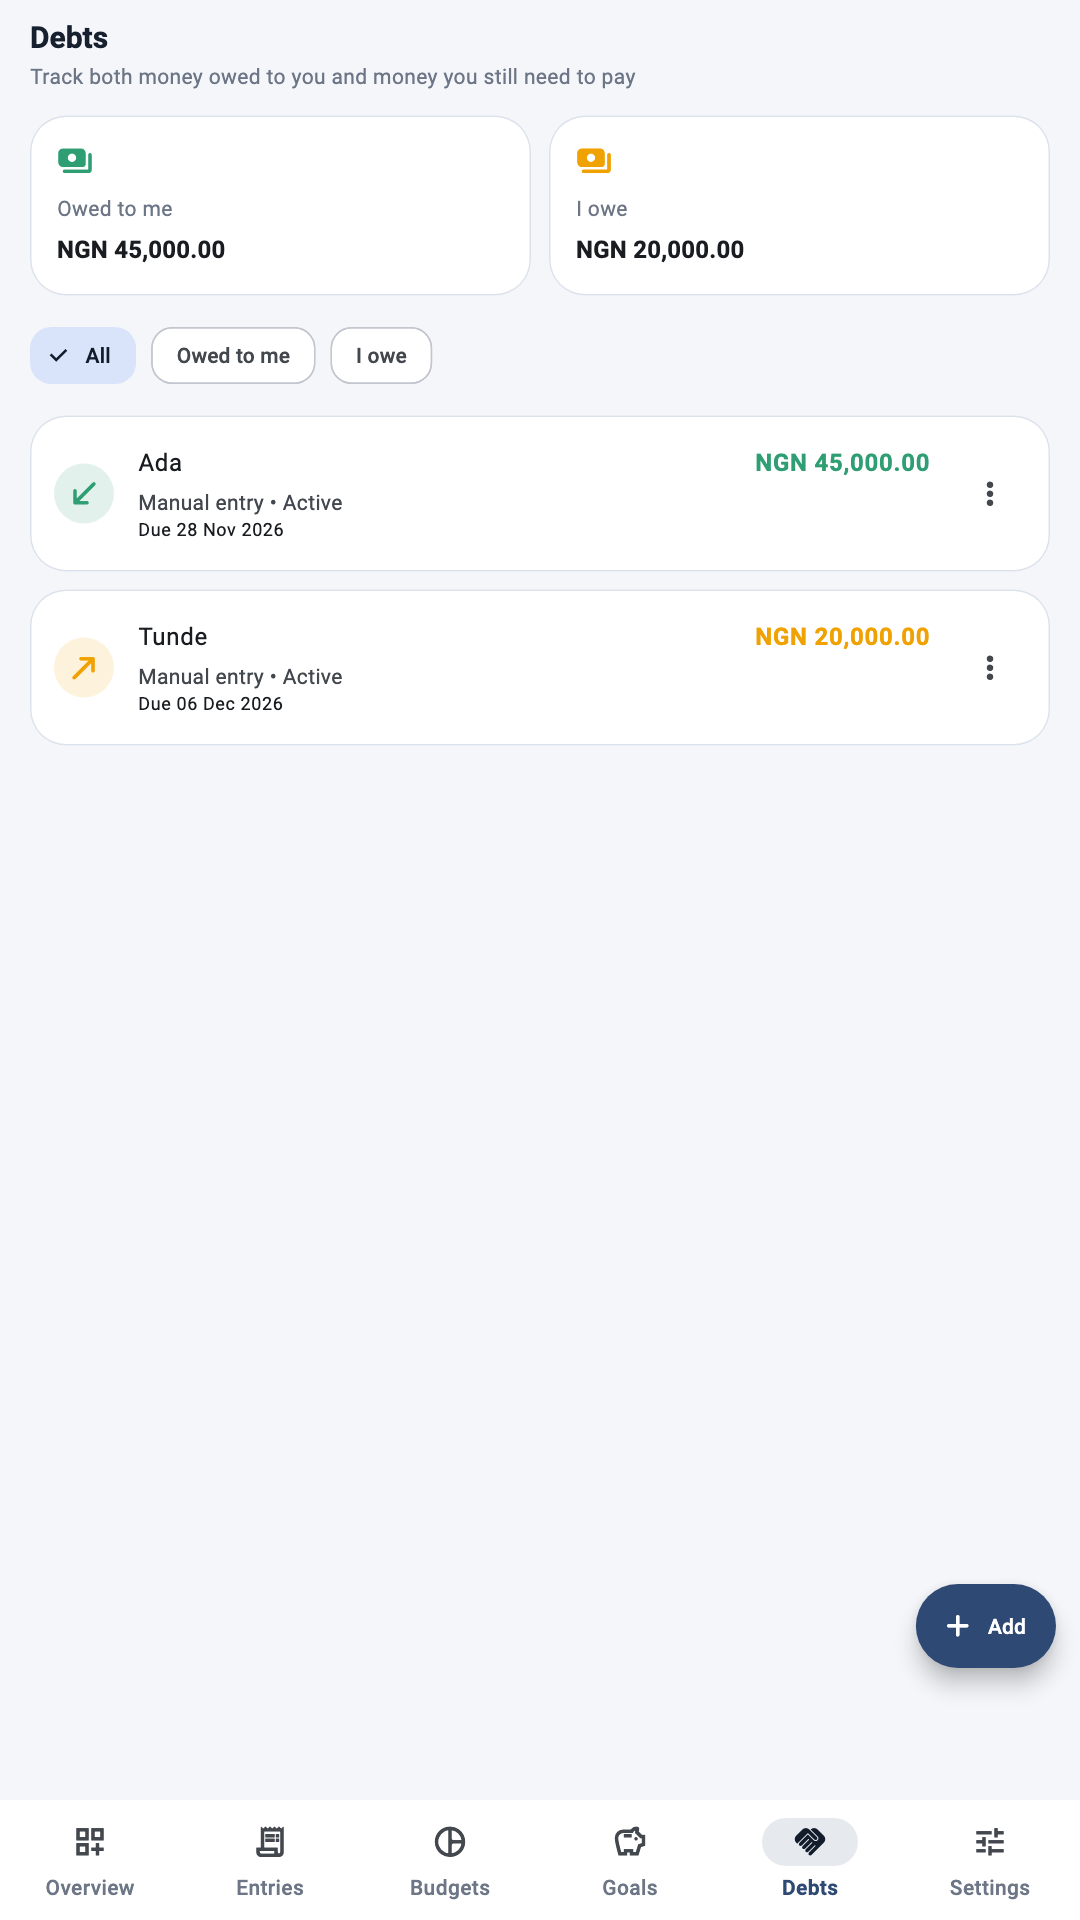 Debts
Track both money owed to you and money you still need to pay
Owed to me
NGN 45,000.00
I owe
NGN 20,000.00
All
Owed to me
I owe
Ada
NGN 45,000.00
Manual entry • Active
Due 28 Nov 2026
Tunde
NGN 20,000.00
Manual entry • Active
Due 06 Dec 2026
Add
Overview
Entries
Budgets
Goals
Debts
Settings